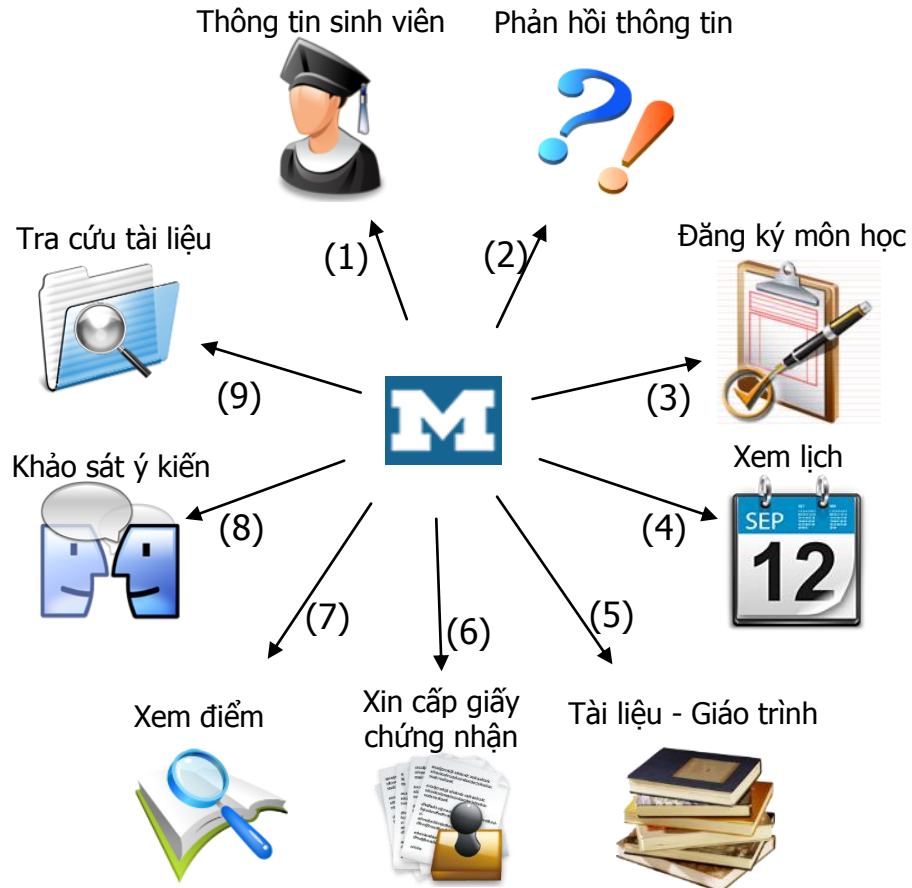 Thông tin sinh viên
Phản hồi thông tin
(1)
(2)
Tra cứu tài liệu
Đăng ký môn học
(9)
M
(3)
Khảo sát ý kiến
Xem lịch
(8)
(4)
SEP
12
(7)
(6)
(5)
Xem điểm
Xin cấp giấy
chứng nhận
Tài liệu - Giáo trình